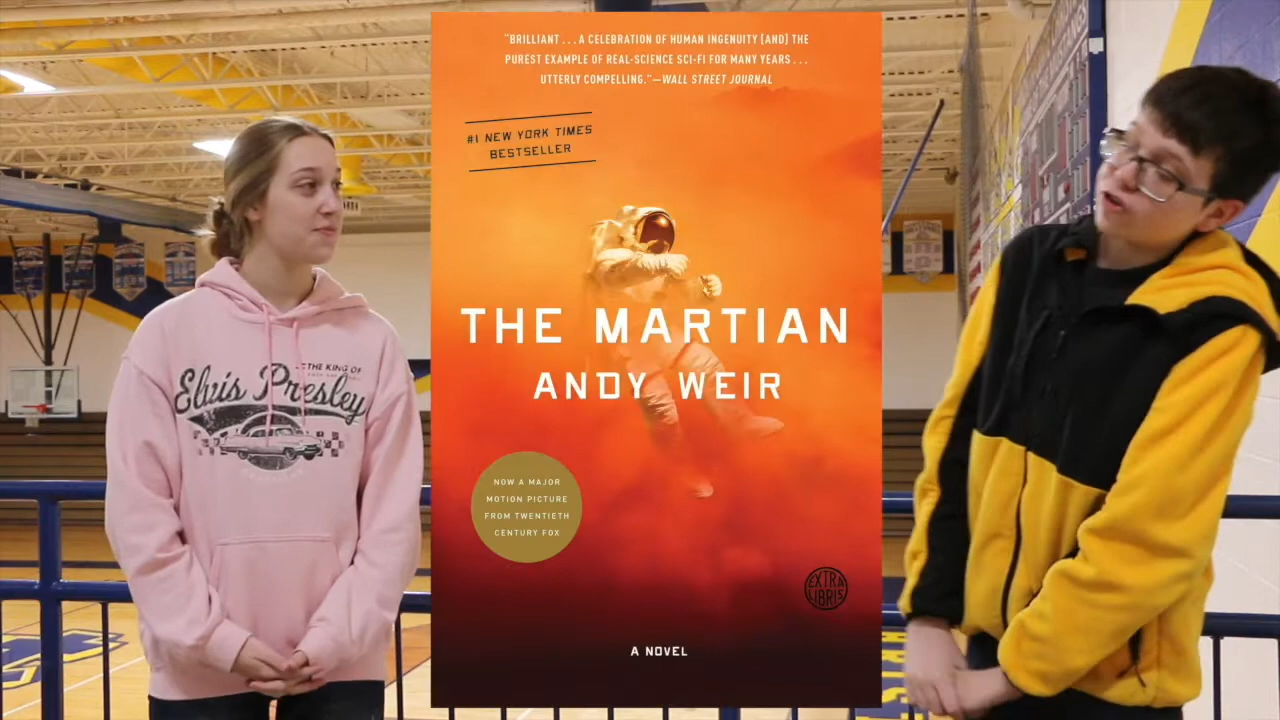 "BRILLIANT . . . A CELEBRATION OF HUMAN INGENUITY [AND] THE
PUREST EXAMPLE OF REAL-SCIENCE SCI-FI FOR MANY YEARS . . .
UTTERLY COMPELLING."—WALL STREET JOURNAL
#1 NEW YORK TIMES
BESTSELLER
THE MARTIAN
ANDY WEIR
NOW A MAJOR
MOTION PICTURE
FROM TWENTIETH
CENTURY FOX
EXTRA
LIBRIS
A NOVEL
THE KING OF
Elvis Presley